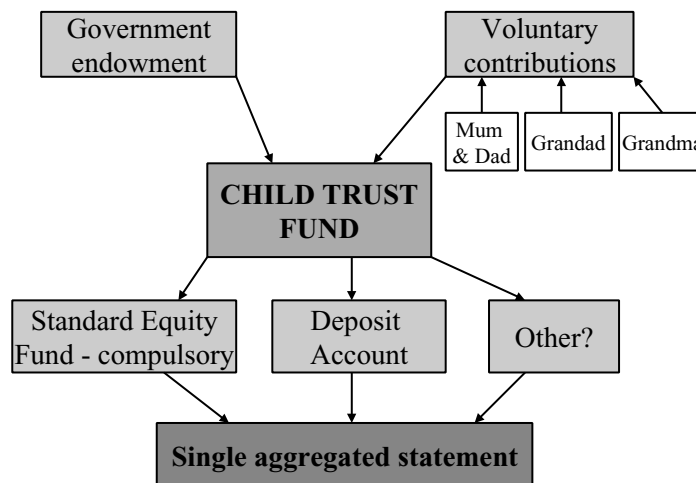 Government
endowment
Voluntary
contributions
Mum
& Dad
Grandad
Grandma
CHILD TRUST
FUND
Standard Equity
Fund - compulsory
Deposit
Account
Other?
Single aggregated statement